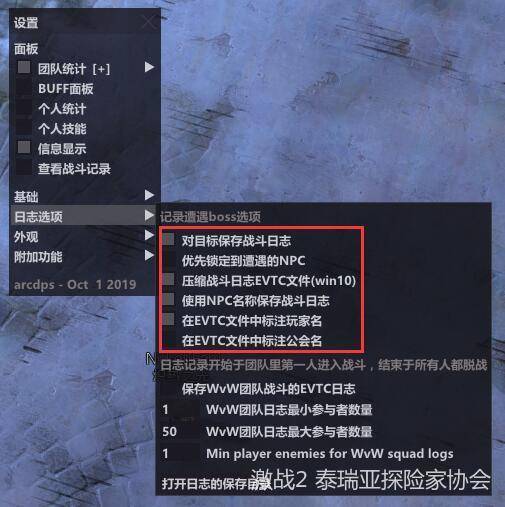 设置
面板
团队统计 [+]
BUFF面板
个人统计
个人技能
信息显示
查看战斗记录
基础
日志选项
外观
附加功能
arcdps - Oct 1 2019
记录遭遇boss选项
对目标保存战斗日志
优先锁定到遭遇的NPC
压缩战斗日志EVTC文件(win10)
使用NPC名称保存战斗日志
在EVTC文件中标注玩家名
在EVTC文件中标注公会名
日志记录开始于团队里第一人进入战斗，结束于所有人都脱战
保存WvW团队战斗的EVTC日志
1 WvW团队日志最小参与者数量
50 WvW团队日志最大参与者数量
1 Min player enemies for WvW squad logs
打开日志的保存目录
激战2 泰瑞亚探险家协会